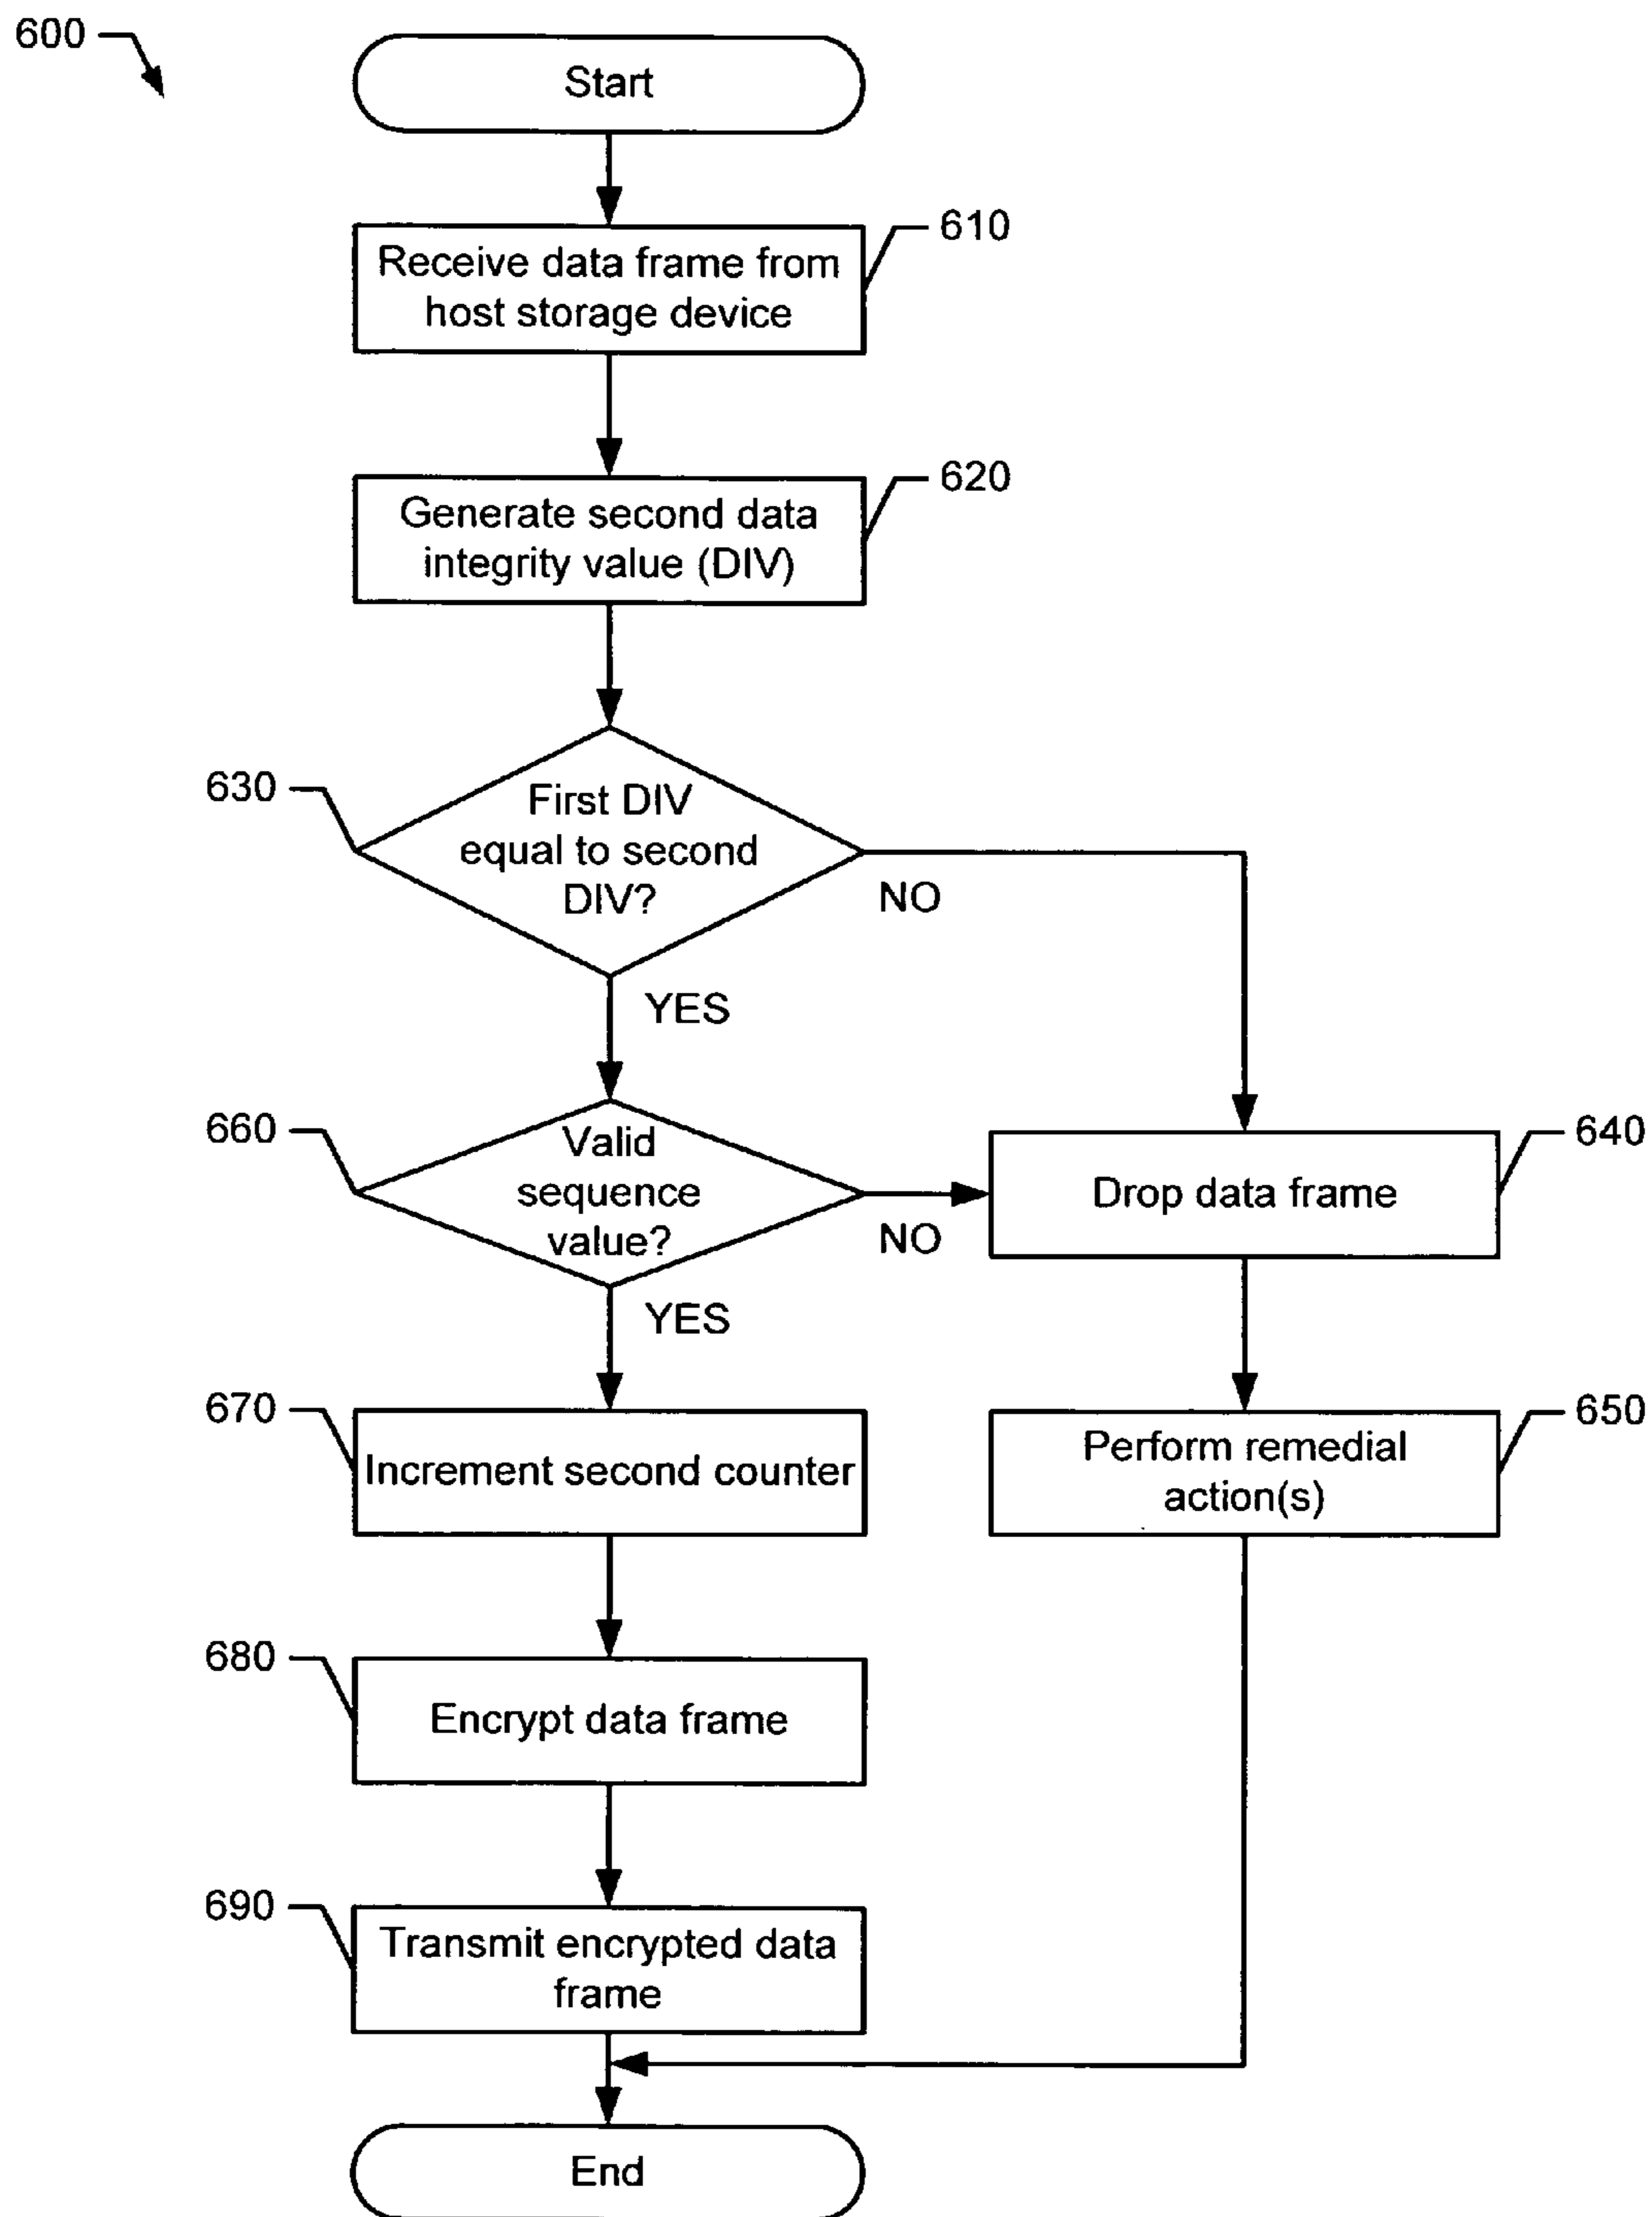 600
Start
610
Receive data frame from
host storage device
620
Generate second data
integrity value (DIV)
630
First DIV
equal to second
DIV?
NO
YES
660
Valid
sequence
value?
NO
YES
640
Drop data frame
670
Increment second counter
650
Perform remedial
action(s)
680
Encrypt data frame
690
Transmit encrypted data
frame
End